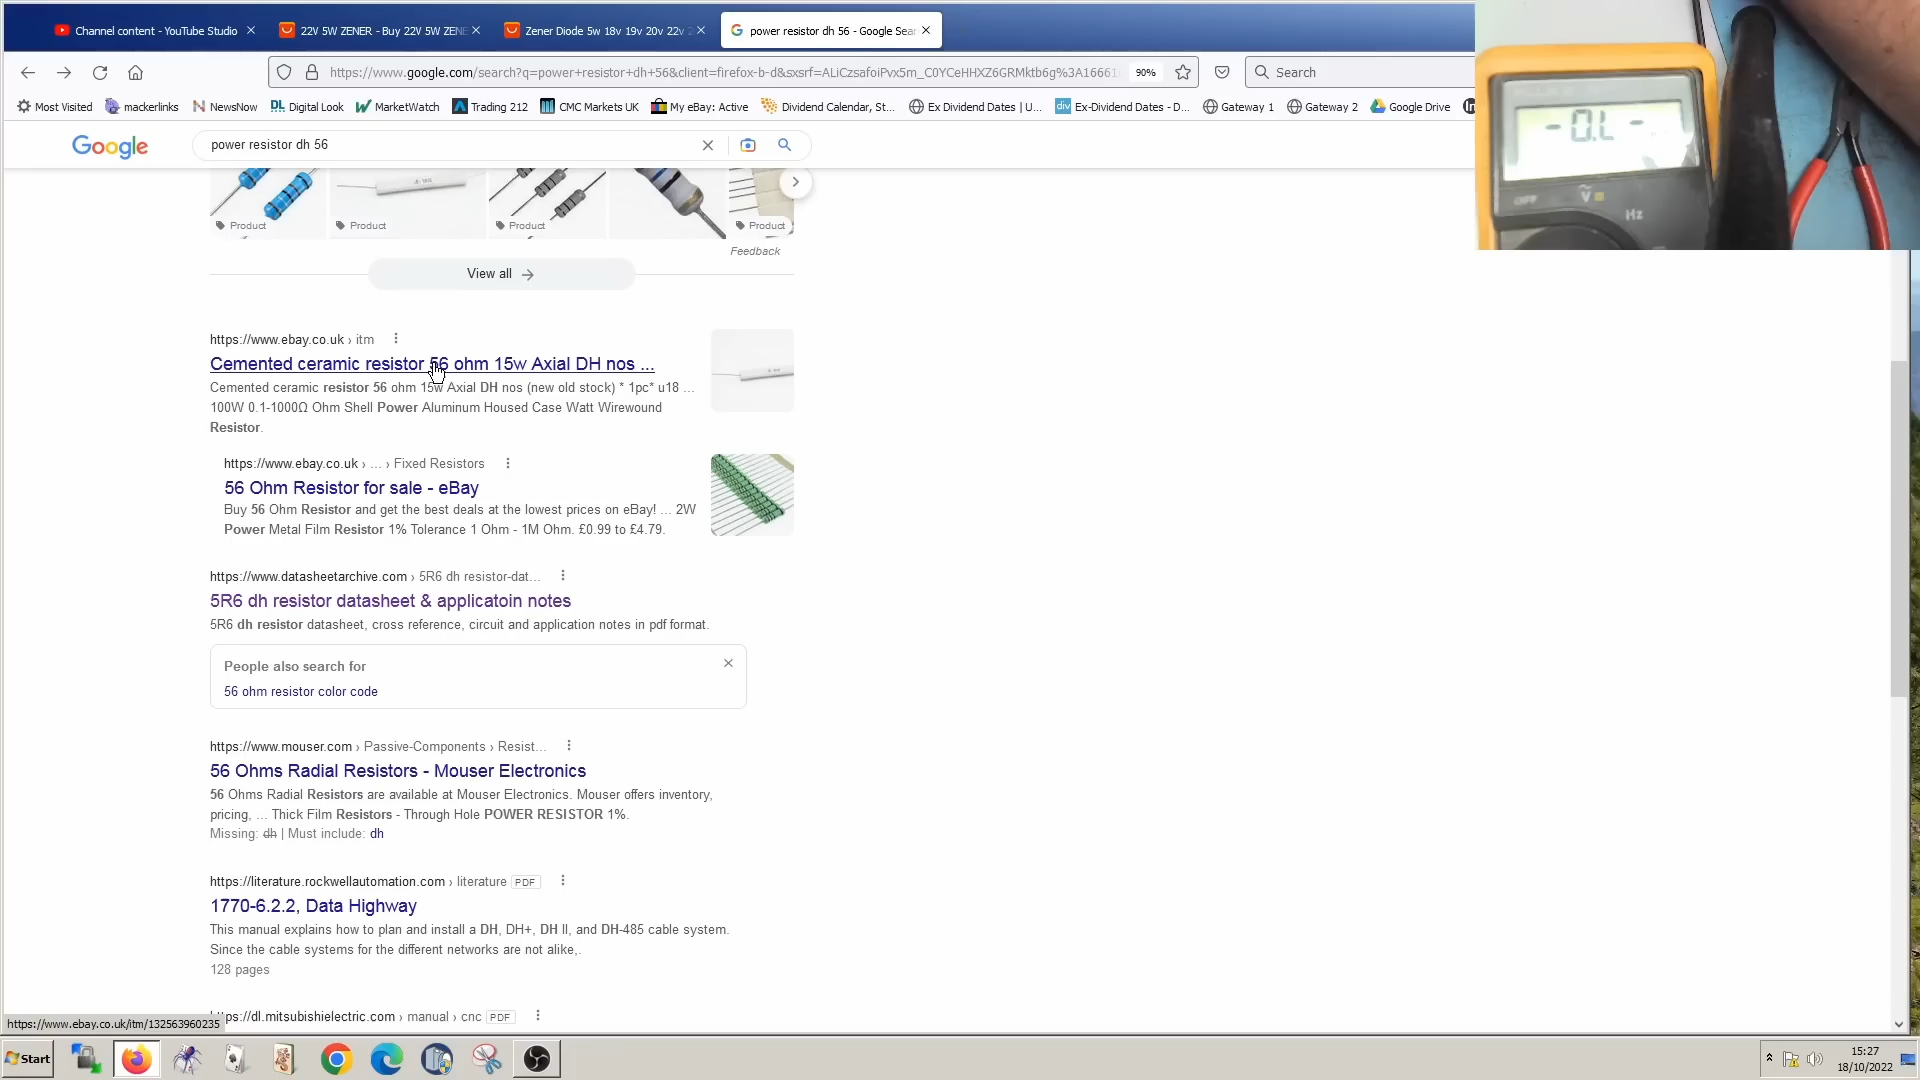 Channel content - YouTube Studio
22V 5W ZENER - Buy 22V 5W ZENE
Zener Diode 5w 18v 19v 20v 22v 2
power resistor dh 56 - Google Sear
https://www.google.com/search?q=power+resistor+dh+56&client=firefox-b-d&sxsrf=ALiCzsafoiPvx5m_C0YCeHHXZ6GRMktb6g%3A16661
90%
Search
Most Visited
mackerlinks
NewsNow
DL Digital Look
MarketWatch
Trading 212
CMC Markets UK
My eBay: Active
Dividend Calendar, St...
Ex Dividend Dates | U...
div Ex-Dividend Dates - D...
Gateway 1
Gateway 2
Google Drive
In
Google
power resistor dh 56
Product
Product
Product
Product
Feedback
View all
https://www.ebay.co.uk › itm
Cemented ceramic resistor 56 ohm 15w Axial DH nos ...
Cemented ceramic resistor 56 ohm 15w Axial DH nos (new old stock) * 1pc* u18 ...
100W 0.1-1000Ω Ohm Shell Power Aluminum Housed Case Watt Wirewound
Resistor.
https://www.ebay.co.uk › ... › Fixed Resistors
56 Ohm Resistor for sale - eBay
Buy 56 Ohm Resistor and get the best deals at the lowest prices on eBay! ... 2W
Power Metal Film Resistor 1% Tolerance 1 Ohm - 1M Ohm. £0.99 to £4.79.
https://www.datasheetarchive.com › 5R6 dh resistor-dat...
5R6 dh resistor datasheet & applicatoin notes
5R6 dh resistor datasheet, cross reference, circuit and application notes in pdf format.
People also search for
56 ohm resistor color code
https://www.mouser.com › Passive-Components › Resist...
56 Ohms Radial Resistors - Mouser Electronics
56 Ohms Radial Resistors are available at Mouser Electronics. Mouser offers inventory,
pricing, ... Thick Film Resistors - Through Hole POWER RESISTOR 1%.
Missing: dh | Must include: dh
https://literature.rockwellautomation.com › literature PDF
1770-6.2.2, Data Highway
This manual explains how to plan and install a DH, DH+, DH II, and DH-485 cable system.
Since the cable systems for the different networks are not alike,.
128 pages
https://dl.mitsubishielectric.com › manual › cnc PDF
https://www.ebay.co.uk/itm/132563960235
Start
15:27
18/10/2022
- 0.L -
OFF
V
Hz